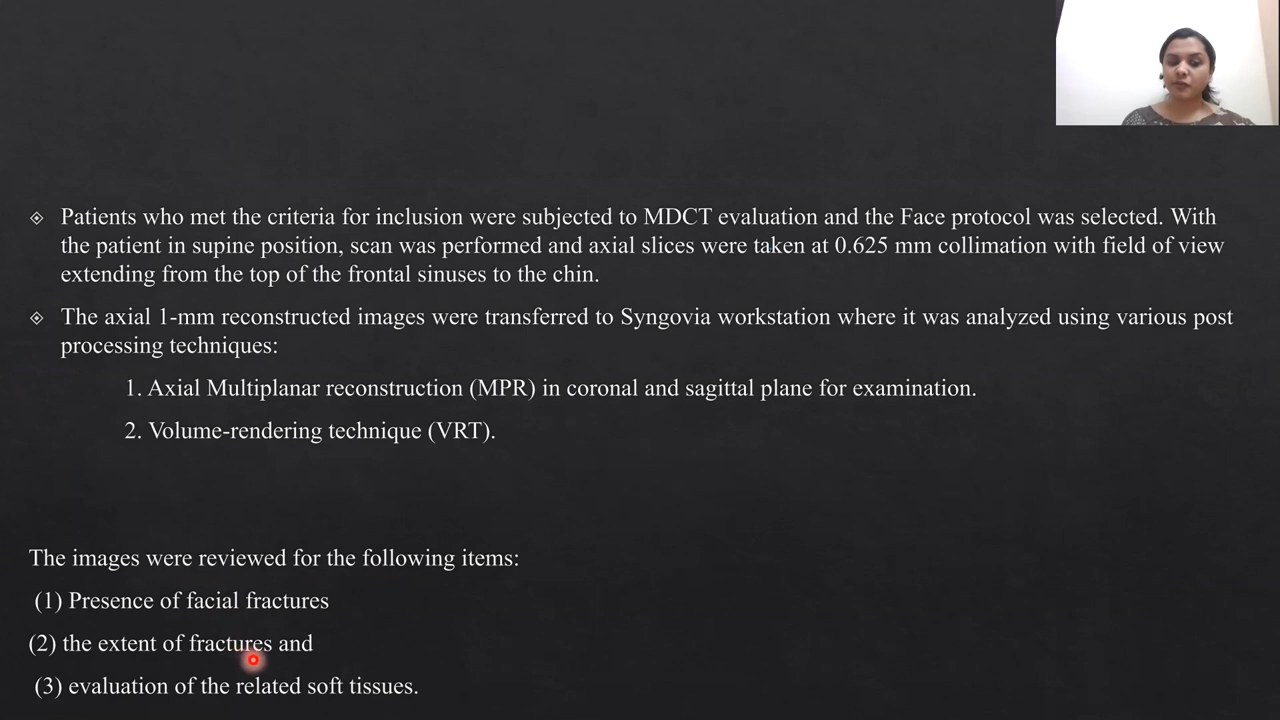 Patients who met the criteria for inclusion were subjected to MDCT evaluation and the Face protocol was selected. With
the patient in supine position, scan was performed and axial slices were taken at 0.625 mm collimation with field of view
extending from the top of the frontal sinuses to the chin.
The axial 1-mm reconstructed images were transferred to Syngovia workstation where it was analyzed using various post
processing techniques:
1. Axial Multiplanar reconstruction (MPR) in coronal and sagittal plane for examination.
2. Volume-rendering technique (VRT).
The images were reviewed for the following items:
(1) Presence of facial fractures
(2) the extent of fractures and
(3) evaluation of the related soft tissues.